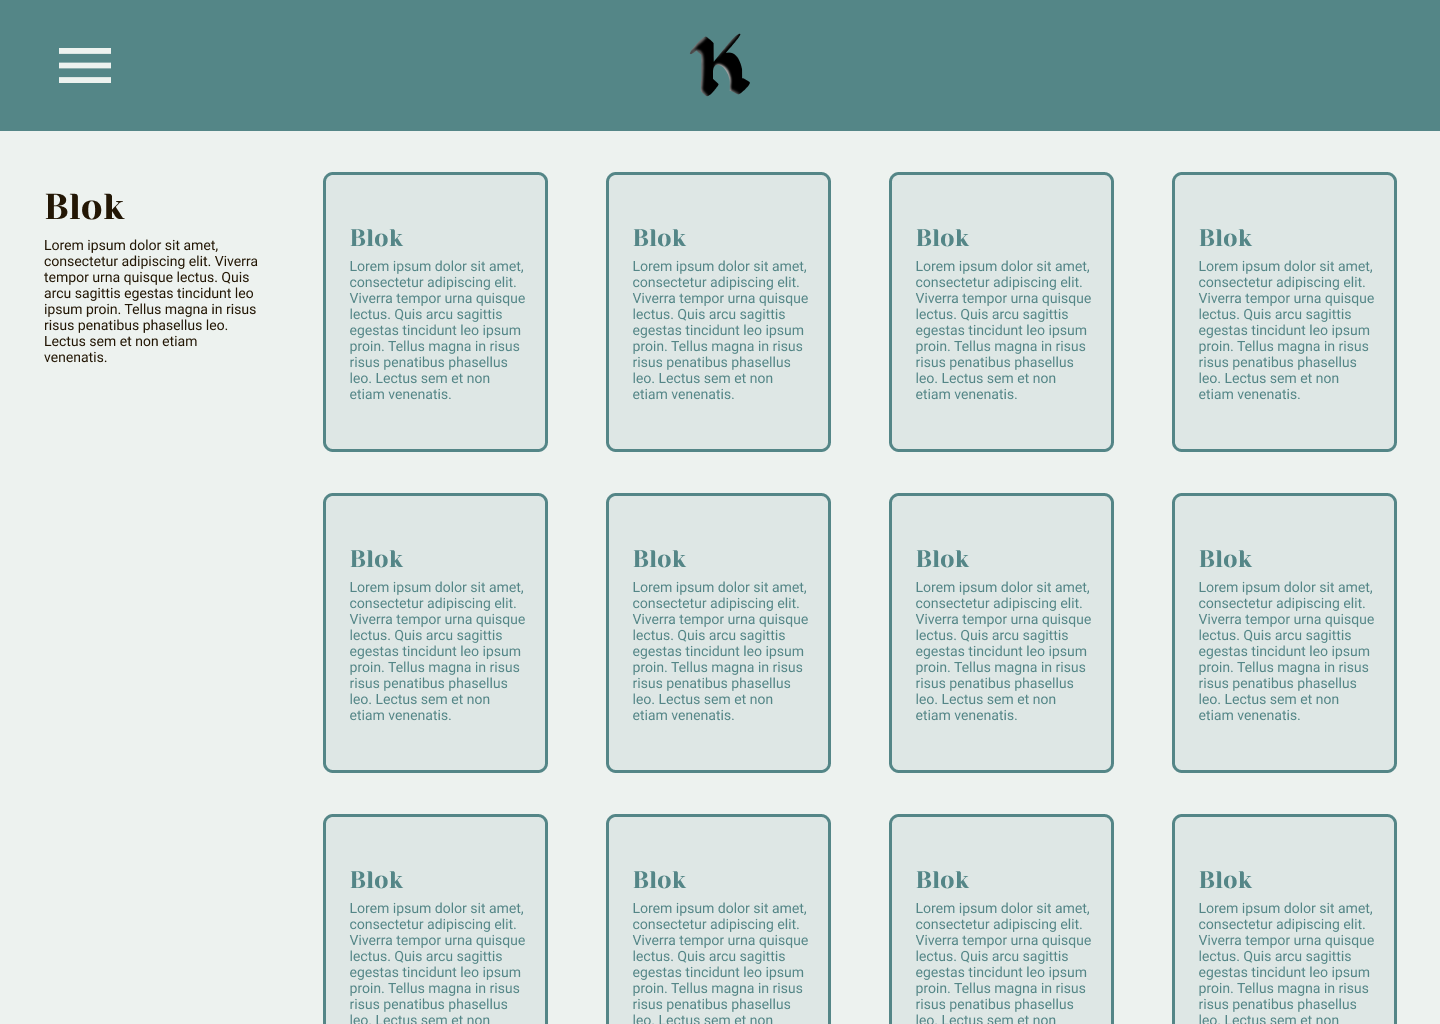 K
Blok
Lorem ipsum dolor sit amet,
consectetur adipiscing elit. Viverra
tempor urna quisque lectus. Quis
arcu sagittis egestas tincidunt leo
ipsum proin. Tellus magna in risus
risus penatibus phasellus leo.
Lectus sem et non etiam
venenatis.
Blok
Lorem ipsum dolor sit amet,
consectetur adipiscing elit.
Viverra tempor urna quisque
lectus. Quis arcu sagittis
egestas tincidunt leo ipsum
proin. Tellus magna in risus
risus penatibus phasellus
leo. Lectus sem et non
etiam venenatis.
Blok
Lorem ipsum dolor sit amet,
consectetur adipiscing elit.
Viverra tempor urna quisque
lectus. Quis arcu sagittis
egestas tincidunt leo ipsum
proin. Tellus magna in risus
risus penatibus phasellus
leo. Lectus sem et non
etiam venenatis.
Blok
Lorem ipsum dolor sit amet,
consectetur adipiscing elit.
Viverra tempor urna quisque
lectus. Quis arcu sagittis
egestas tincidunt leo ipsum
proin. Tellus magna in risus
risus penatibus phasellus
leo. Lectus sem et non
etiam venenatis.
Blok
Lorem ipsum dolor sit amet,
consectetur adipiscing elit.
Viverra tempor urna quisque
lectus. Quis arcu sagittis
egestas tincidunt leo ipsum
proin. Tellus magna in risus
risus penatibus phasellus
leo. Lectus sem et non
etiam venenatis.
Blok
Lorem ipsum dolor sit amet,
consectetur adipiscing elit.
Viverra tempor urna quisque
lectus. Quis arcu sagittis
egestas tincidunt leo ipsum
proin. Tellus magna in risus
risus penatibus phasellus
leo. Lectus sem et non
etiam venenatis.
Blok
Lorem ipsum dolor sit amet,
consectetur adipiscing elit.
Viverra tempor urna quisque
lectus. Quis arcu sagittis
egestas tincidunt leo ipsum
proin. Tellus magna in risus
risus penatibus phasellus
leo. Lectus sem et non
etiam venenatis.
Blok
Lorem ipsum dolor sit amet,
consectetur adipiscing elit.
Viverra tempor urna quisque
lectus. Quis arcu sagittis
egestas tincidunt leo ipsum
proin. Tellus magna in risus
risus penatibus phasellus
leo. Lectus sem et non
etiam venenatis.
Blok
Lorem ipsum dolor sit amet,
consectetur adipiscing elit.
Viverra tempor urna quisque
lectus. Quis arcu sagittis
egestas tincidunt leo ipsum
proin. Tellus magna in risus
risus penatibus phasellus
leo. Lectus sem et non
etiam venenatis.
Blok
Lorem ipsum dolor sit amet,
consectetur adipiscing elit.
Viverra tempor urna quisque
lectus. Quis arcu sagittis
egestas tincidunt leo ipsum
proin. Tellus magna in risus
risus penatibus phasellus
leo. Lectus sem et non
Blok
Lorem ipsum dolor sit amet,
consectetur adipiscing elit.
Viverra tempor urna quisque
lectus. Quis arcu sagittis
egestas tincidunt leo ipsum
proin. Tellus magna in risus
risus penatibus phasellus
leo. Lectus sem et non
Blok
Lorem ipsum dolor sit amet,
consectetur adipiscing elit.
Viverra tempor urna quisque
lectus. Quis arcu sagittis
egestas tincidunt leo ipsum
proin. Tellus magna in risus
risus penatibus phasellus
leo. Lectus sem et non
Blok
Lorem ipsum dolor sit amet,
consectetur adipiscing elit.
Viverra tempor urna quisque
lectus. Quis arcu sagittis
egestas tincidunt leo ipsum
proin. Tellus magna in risus
risus penatibus phasellus
leo. Lectus sem et non